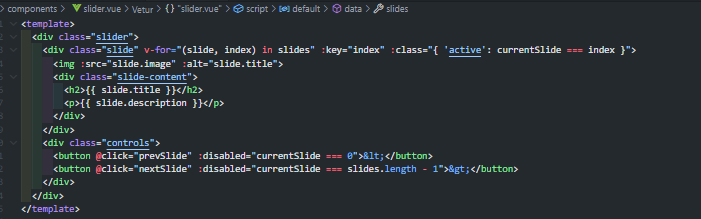 components > slider.vue > Vetur > {} "slider.vue" > script > default > data > slides
<template>
<div class="slider">
<div class="slide" v-for="(slide, index) in slides" :key="index" :class="{ 'active': currentSlide === index }">
<img :src="slide.image" :alt="slide.title">
<div class="slide-content">
<h2>{{ slide.title }}</h2>
<p>{{ slide.description }}</p>
</div>
</div>
<div class="controls">
<button @click="prevSlide" :disabled="currentSlide === 0">&lt;</button>
<button @click="nextSlide" :disabled="currentSlide === slides.length - 1">&gt;</button>
</div>
</div>
</template>